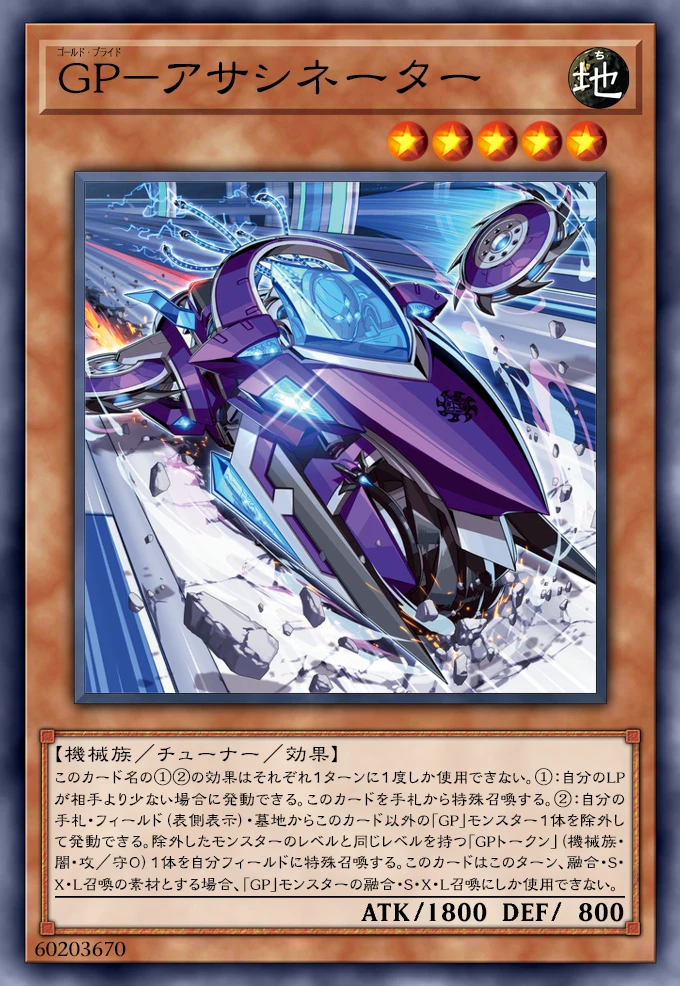 ゴールド・プライド
GP－アサシネーター
ち
地
【機械族／チューナー／効果】
このカード名の①②の効果はそれぞれ1ターンに1度しか使用できない。①：自分のLP
が相手より少ない場合に発動できる。このカードを手札から特殊召喚する。②：自分の
手札・フィールド（表側表示）・墓地からこのカード以外の「GP」モンスター1体を除外し
て発動できる。除外したモンスターのレベルと同じレベルを持つ「GPトークン」（機械族・
闇・攻／守0）1体を自分フィールドに特殊召喚する。このカードはこのターン、融合・S・
X・L召喚の素材とする場合、「GP」モンスターの融合・S・X・L召喚にしか使用できない。
ATK/1800 DEF/ 800
60203670